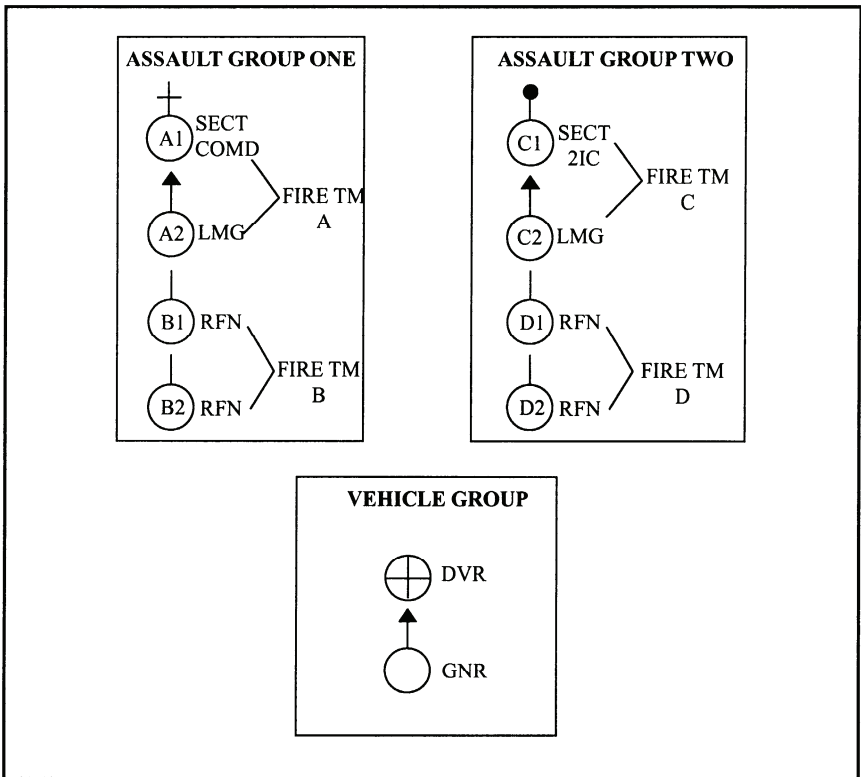 ASSAULT GROUP ONE
A1 SECT
COMD
FIRE TM
A
A2 LMG
B1 RFN
FIRE TM
B
B2 RFN
ASSAULT GROUP TWO
C1 SECT
2IC
FIRE TM
C
C2 LMG
D1 RFN
FIRE TM
D
D2 RFN
VEHICLE GROUP
DVR
GNR